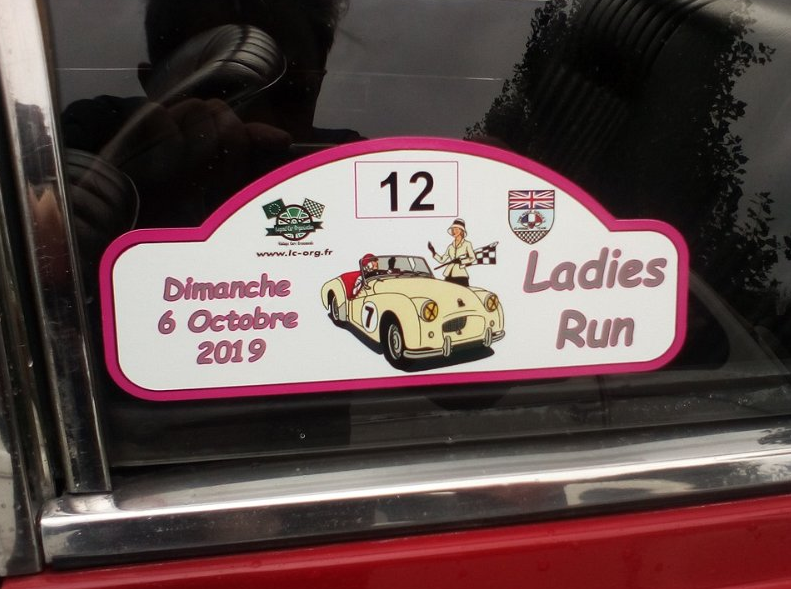 12
www.lc-org.fr
Dimanche
6 Octobre
2019
7
Ladies
Run